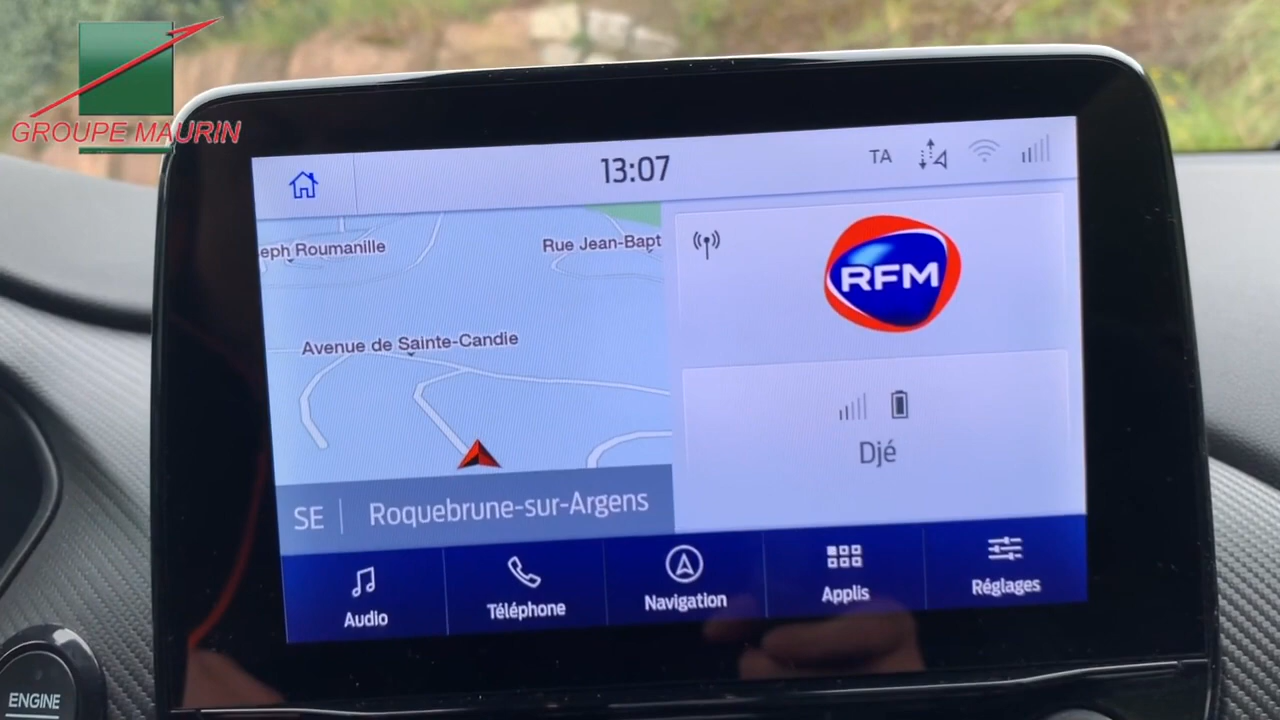 GROUPE MAURIN
13:07
TA
eph Roumanille
Rue Jean-Bapt
RFM
Avenue de Sainte-Candie
Djé
SE
Roquebrune-sur-Argens
Audio
Téléphone
Navigation
Applis
Réglages
ENGINE